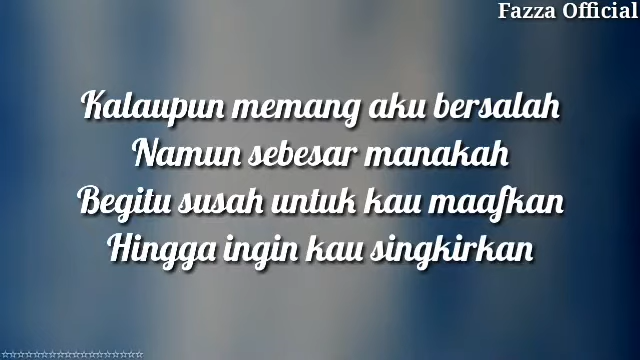 Fazza Official
Kalaupun memang aku bersalah
Namun sebesar manakah
Begitu susah untuk kau maafkan
Hingga ingin kau singkirkan